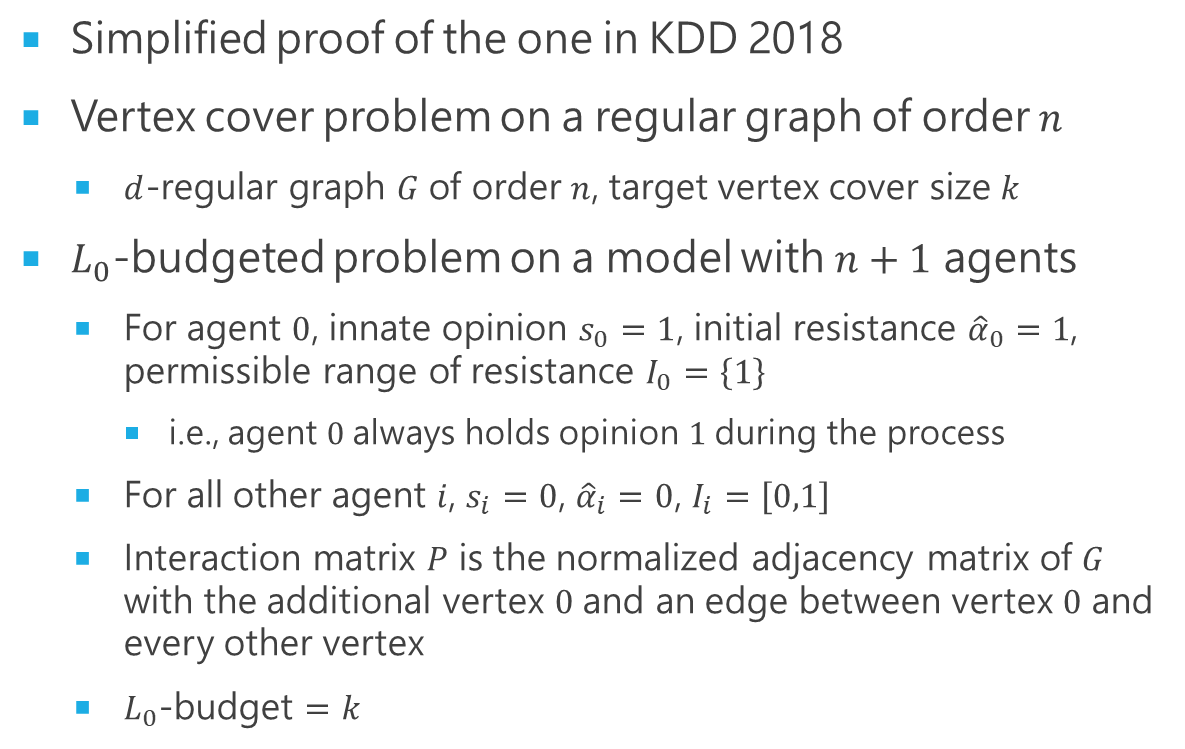 Simplified proof of the one in KDD 2018
Vertex cover problem on a regular graph of order n
d-regular graph G of order n, target vertex cover size k
L₀-budgeted problem on a model with n + 1 agents
For agent 0, innate opinion s₀ = 1, initial resistance α̂₀ = 1,
permissible range of resistance I₀ = {1}
i.e., agent 0 always holds opinion 1 during the process
For all other agent i, sᵢ = 0, α̂ᵢ = 0, Iᵢ = [0,1]
Interaction matrix P is the normalized adjacency matrix of G
with the additional vertex 0 and an edge between vertex 0 and
every other vertex
L₀-budget = k